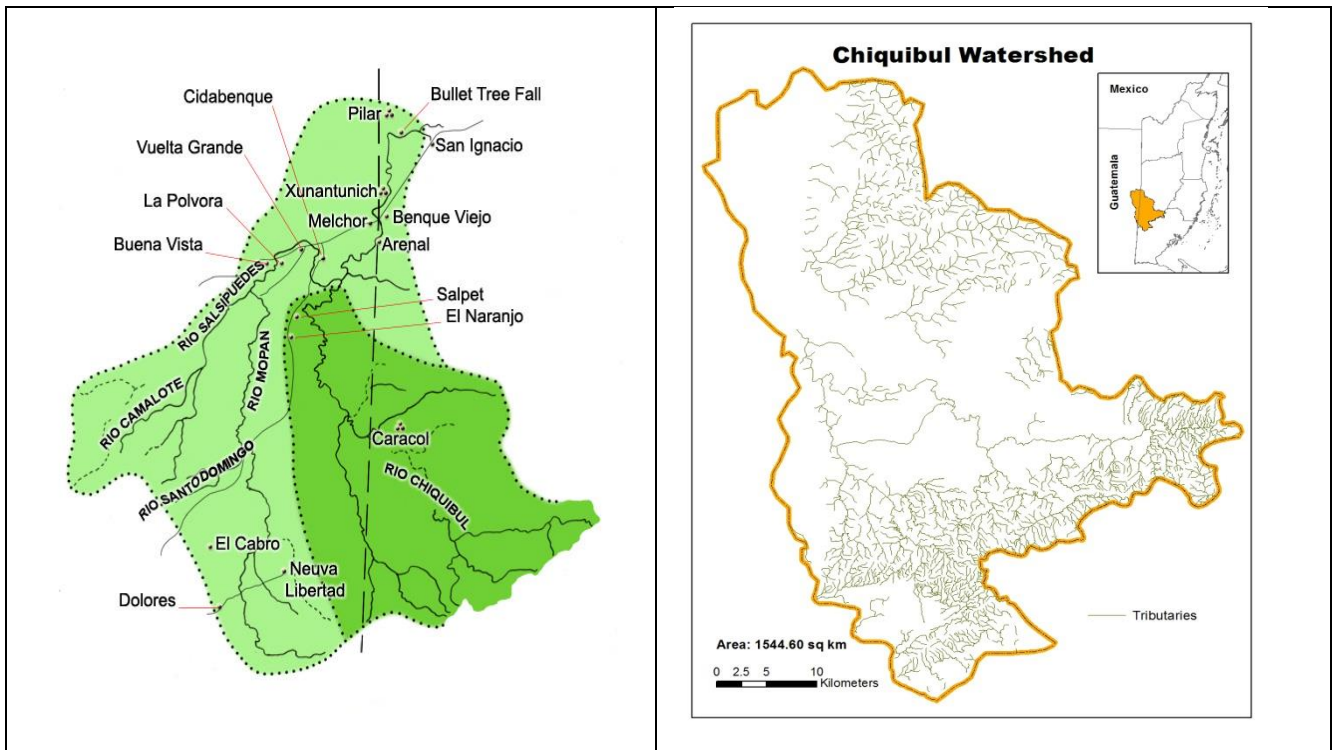 Cidabenque
Bullet Tree Fall
Pilar
Vuelta Grande
San Ignacio
Xunantunich
La Polvora
Melchor
Benque Viejo
Buena Vista
Arenal
RIO SALSIPUEDES
Salpet
El Naranjo
RIO MOPAN
RIO CAMALOTE
Caracol
RIO CHIQUIBUL
RIO SANTO DOMINGO
El Cabro
Neuva
Libertad
Dolores
Chiquibul Watershed
Mexico
Guatemala
Tributaries
Area: 1544.60 sq km
0 2.5 5 10
Kilometers